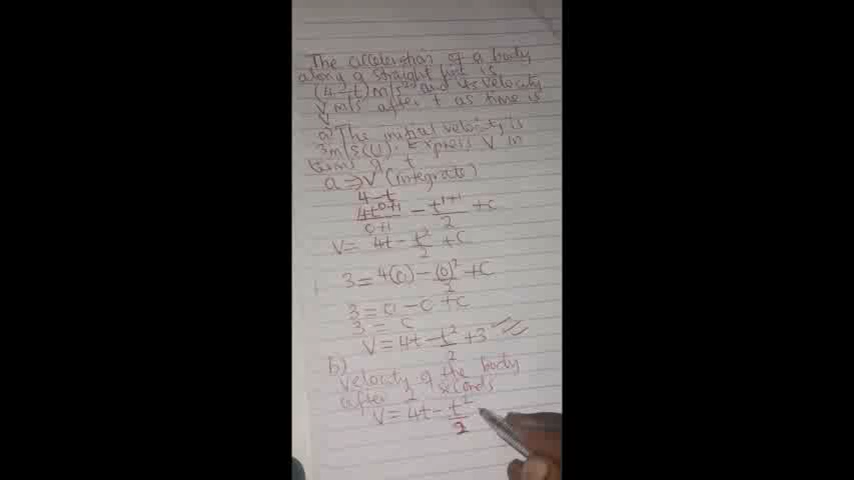 The acceleration of a body
along a straight line is
(4-t)m/s² and its velocity
V m/s after t as time is
V
a) The initial velocity is
3m/s (U). Express V in
terms of t
a ⇒ V (integrate)
4-t
4t⁰⁺¹/0+1 - t¹⁺¹/2 + c
V = 4t - t²/2 + C
3 = 4(0) - (0)²/2 + C
3 = 0 - 0 + C
3 = C
V = 4t - t²/2 + 3
b)
Velocity of the body
after 2 seconds
V = 4t - t²/2